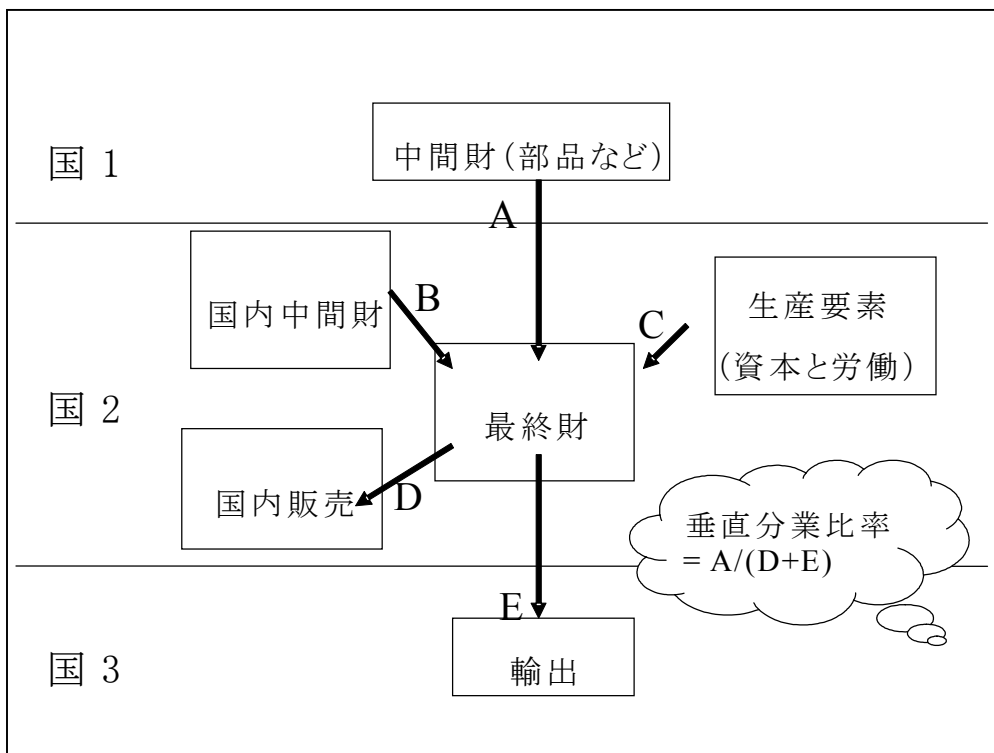 国 1
中間財(部品など)
A
国内中間財
B
C
生産要素
(資本と労働)
国 2
最終財
国内販売
D
垂直分業比率
= A/(D+E)
E
国 3
輸出